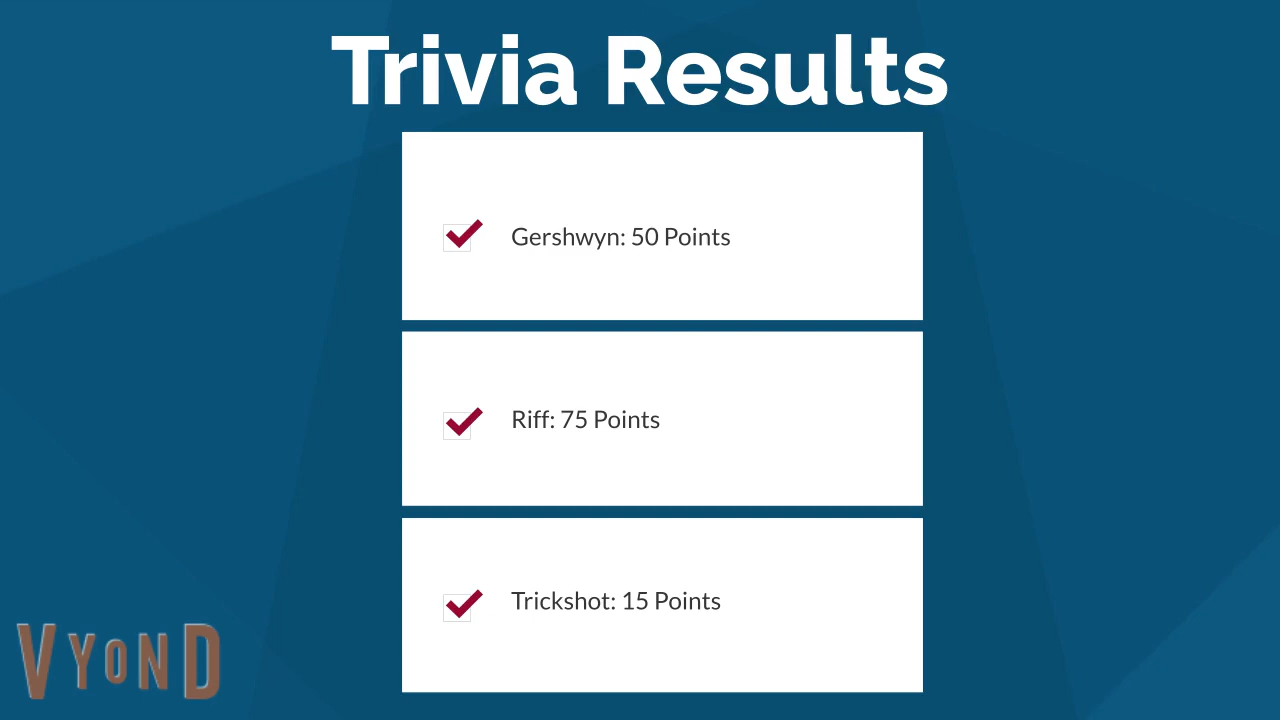 Trivia Results
Gershwyn: 50 Points
Riff: 75 Points
Trickshot: 15 Points
VYOND